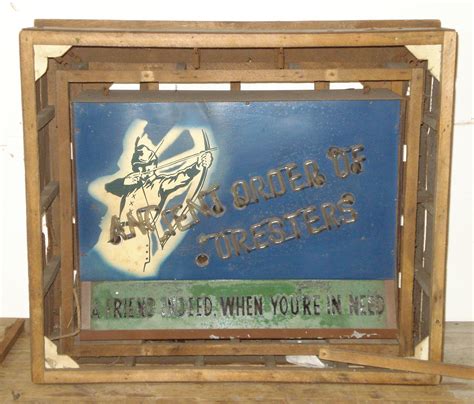 ANCIENT ORDER OF
FORESTERS
A FRIEND INDEED, WHEN YOU'RE IN NEED